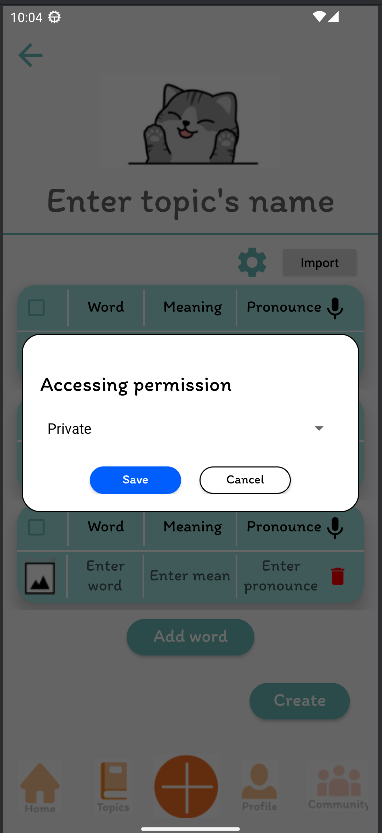 10:04
Enter topic's name
Import
Word Meaning Pronounce
Accessing permission
Private
Save Cancel
Word Meaning Pronounce
Enter word Enter mean Enter pronounce
Add word
Create
Home Topics Profile Community